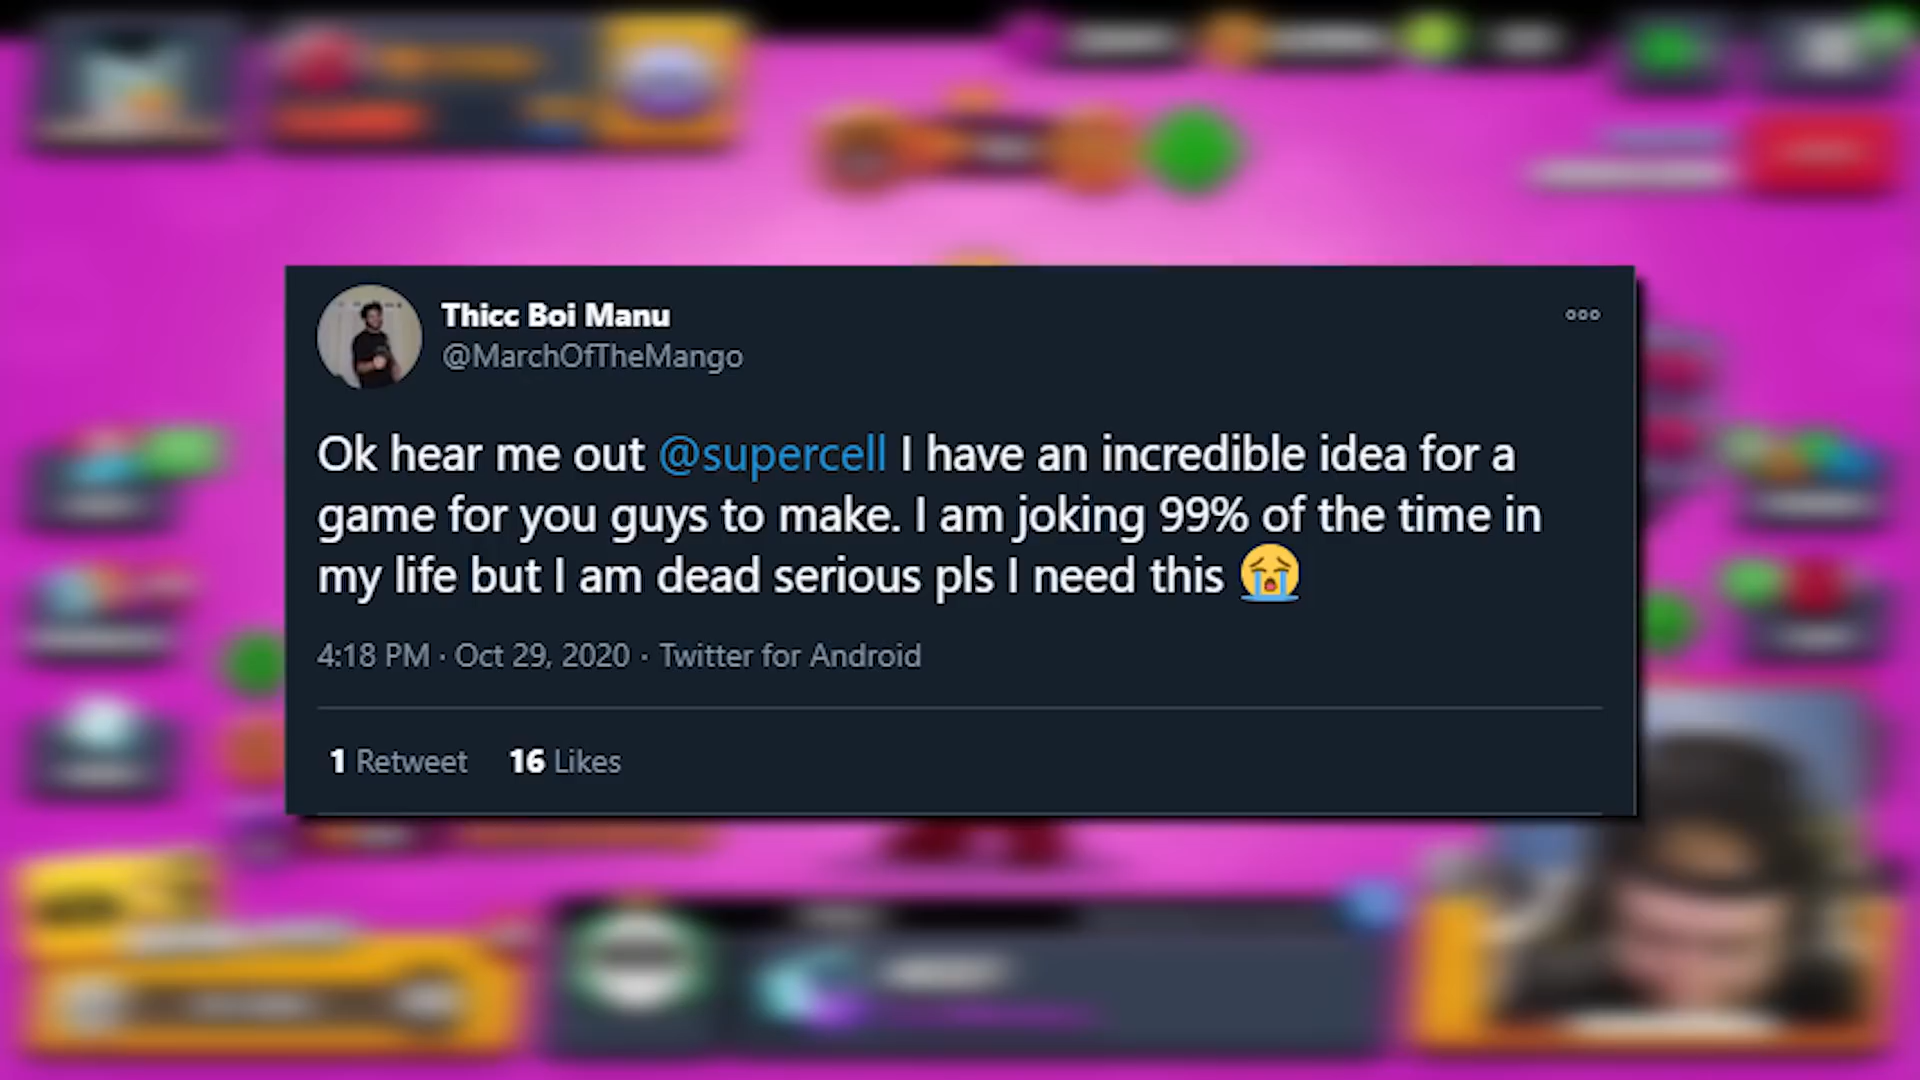 Thicc Boi Manu
@MarchOfTheMango
Ok hear me out @supercell I have an incredible idea for a
game for you guys to make. I am joking 99% of the time in
my life but I am dead serious pls I need this 😭
4:18 PM · Oct 29, 2020 · Twitter for Android
1 Retweet 16 Likes